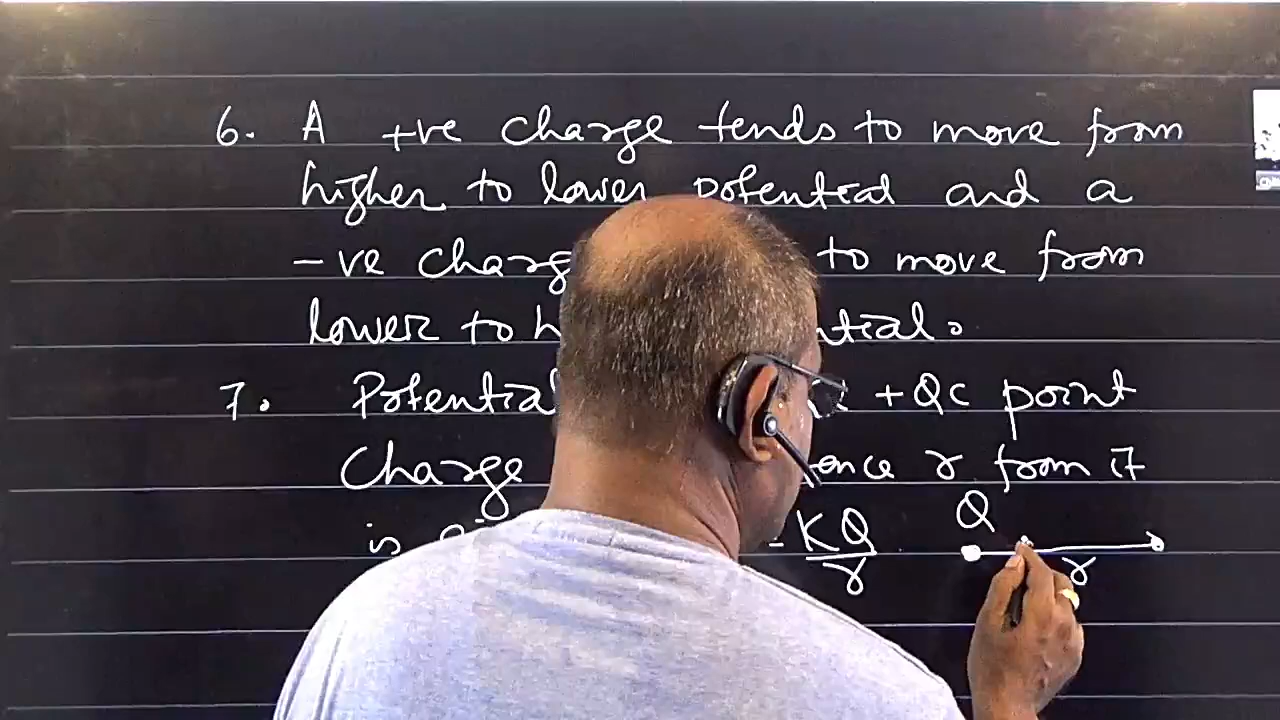 6. A +ve charge tends to move from
higher to lower potential and a
-ve charge to move from
lower to potential.
7. Potential +QC point
Charge r from it
is = KQ/r
Q
r